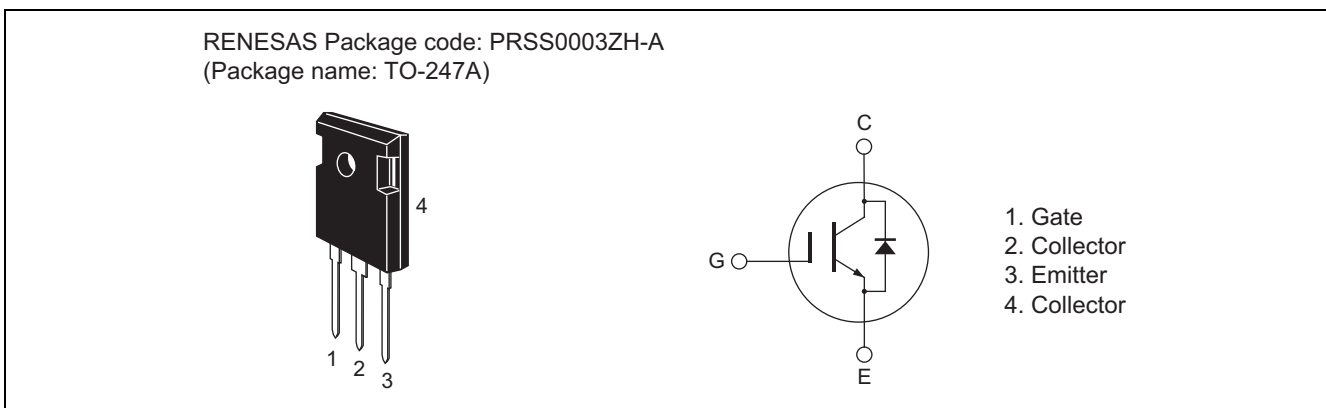 RENESAS Package code: PRSS0003ZH-A
(Package name: TO-247A)
4
1
2
3
C
G
E
1. Gate
2. Collector
3. Emitter
4. Collector